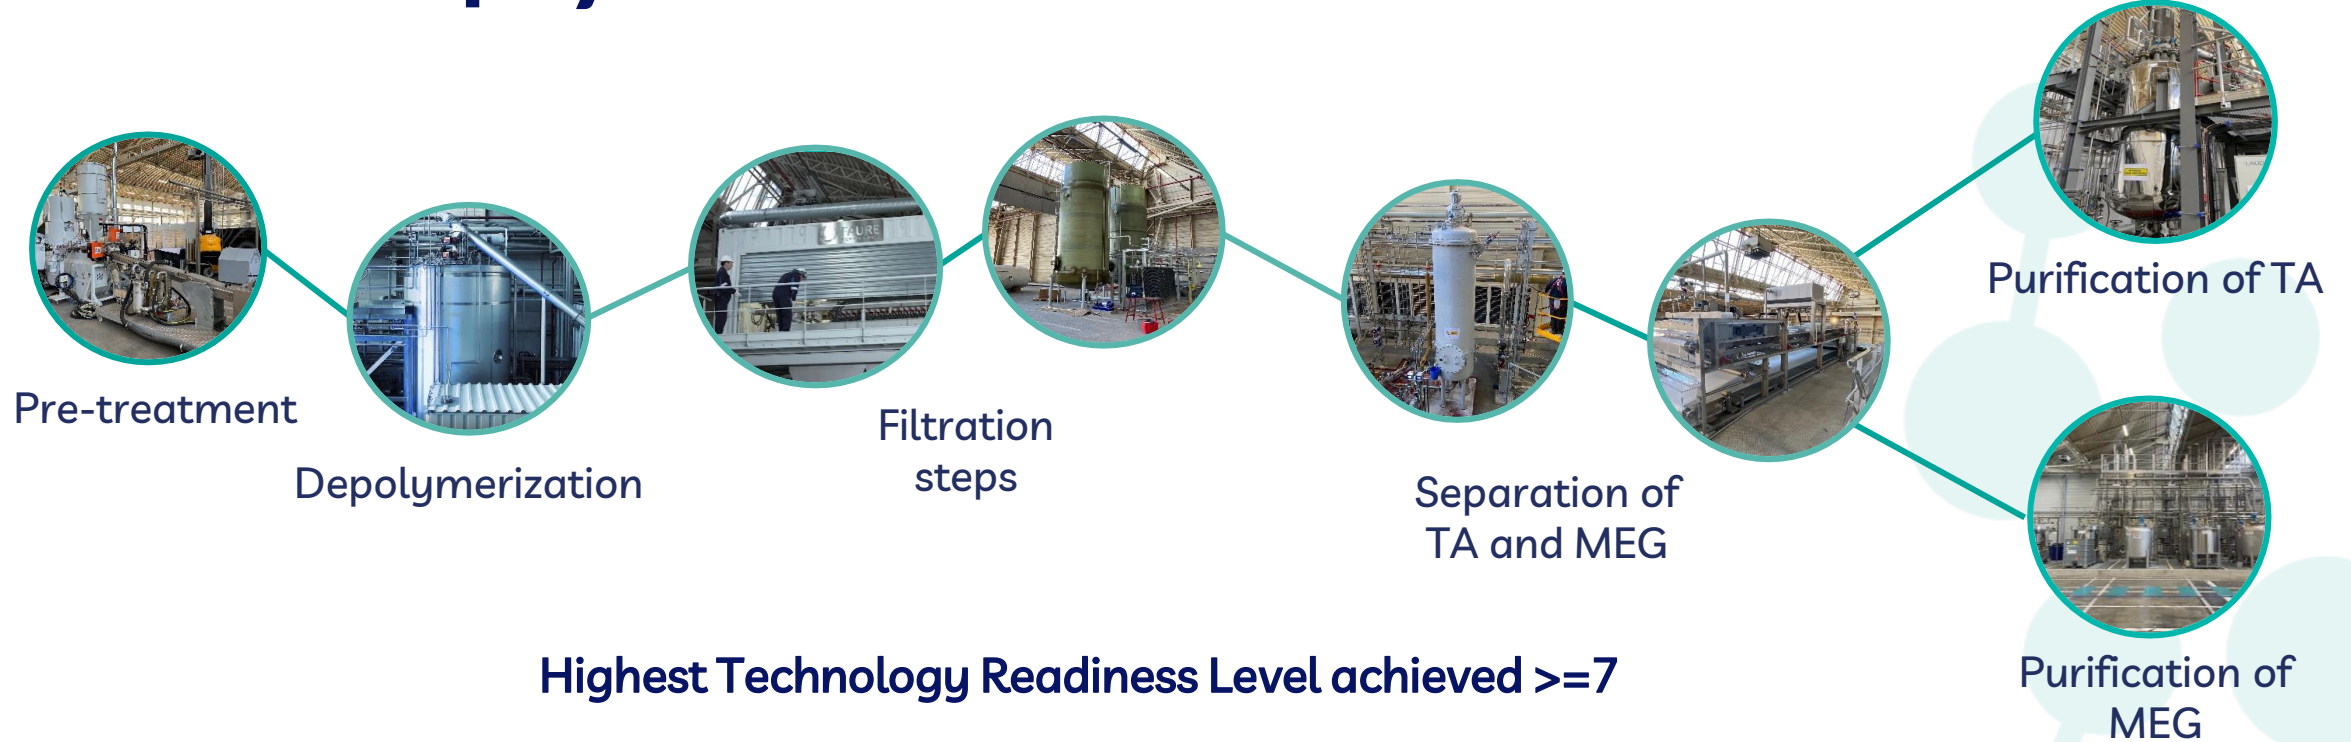 Pre-treatment
Depolymerization
Filtration
steps
Separation of
TA and MEG
Purification of TA
Purification of
MEG
Highest Technology Readiness Level achieved >=7